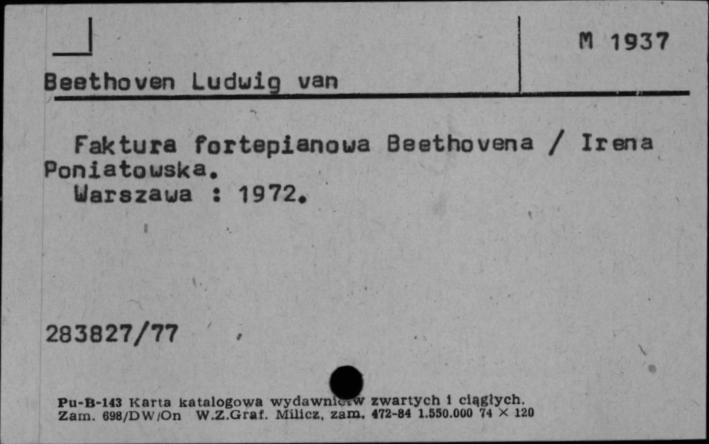 M 1937
Beethoven Ludwig van
Faktura fortepianowa Beethovena / Irena
Poniatowska.
Warszawa : 1972.
283827/77
Pu-B-143 Karta katalogowa wydawnictw zwartych i ciągłych.
Zam. 698/DW/On W.Z.Graf. Milicz, zam. 472-84 1.550.000 74 × 120